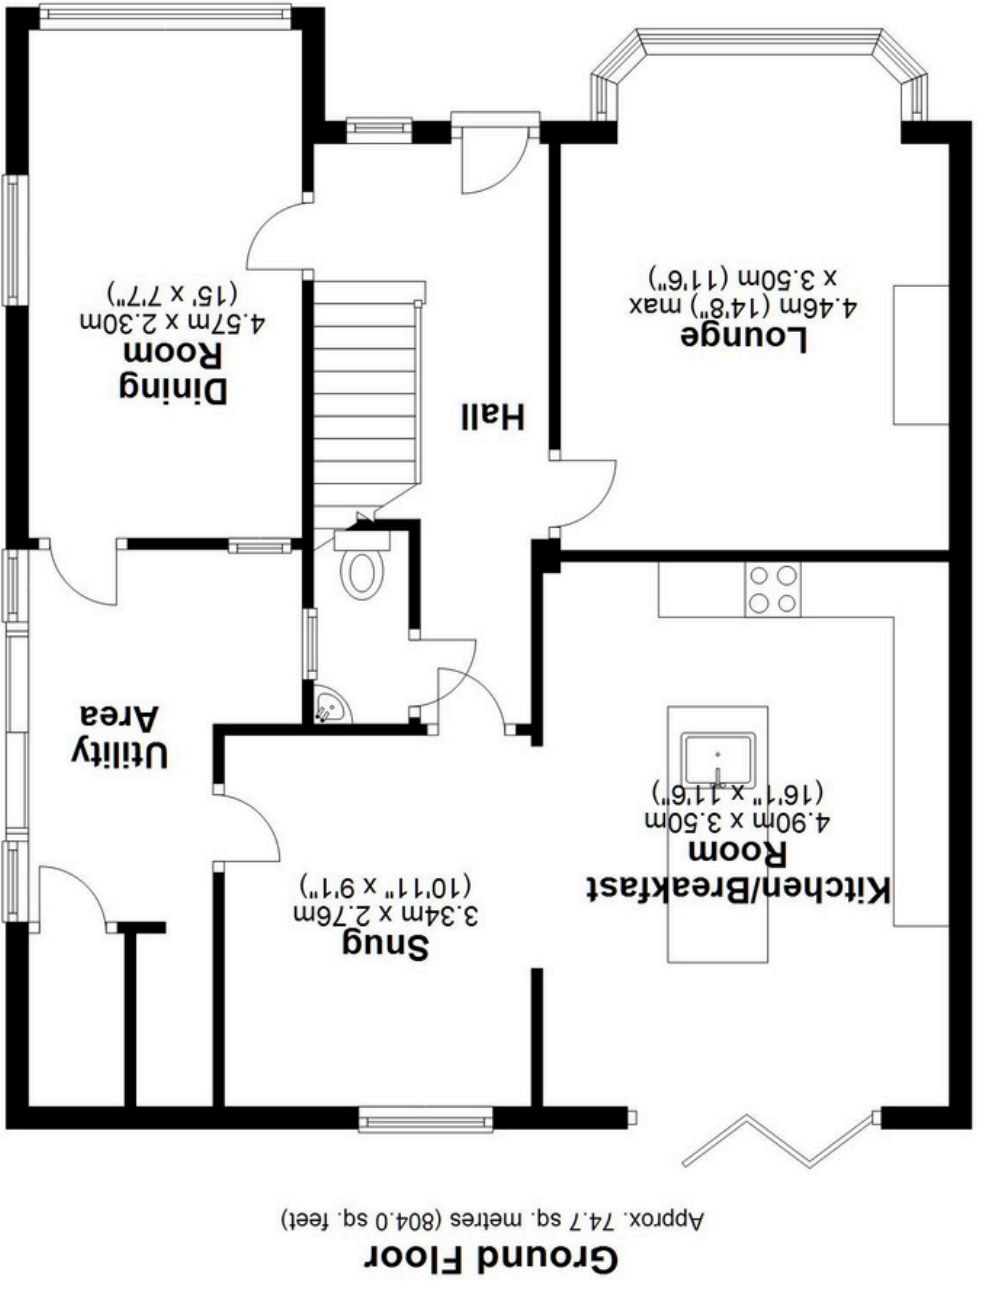 Ground Floor
Approx. 74.7 sq. metres (804.0 sq. feet)
Kitchen/Breakfast
Room
4.90m x 3.50m
(16'1" x 11'6")
Snug
3.34m x 2.76m
(10'11" x 9'1")
Utility
Area
Hall
Lounge
4.46m (14'8") max
x 3.50m (11'6")
Dining
Room
4.57m x 2.30m
(15' x 7'7")